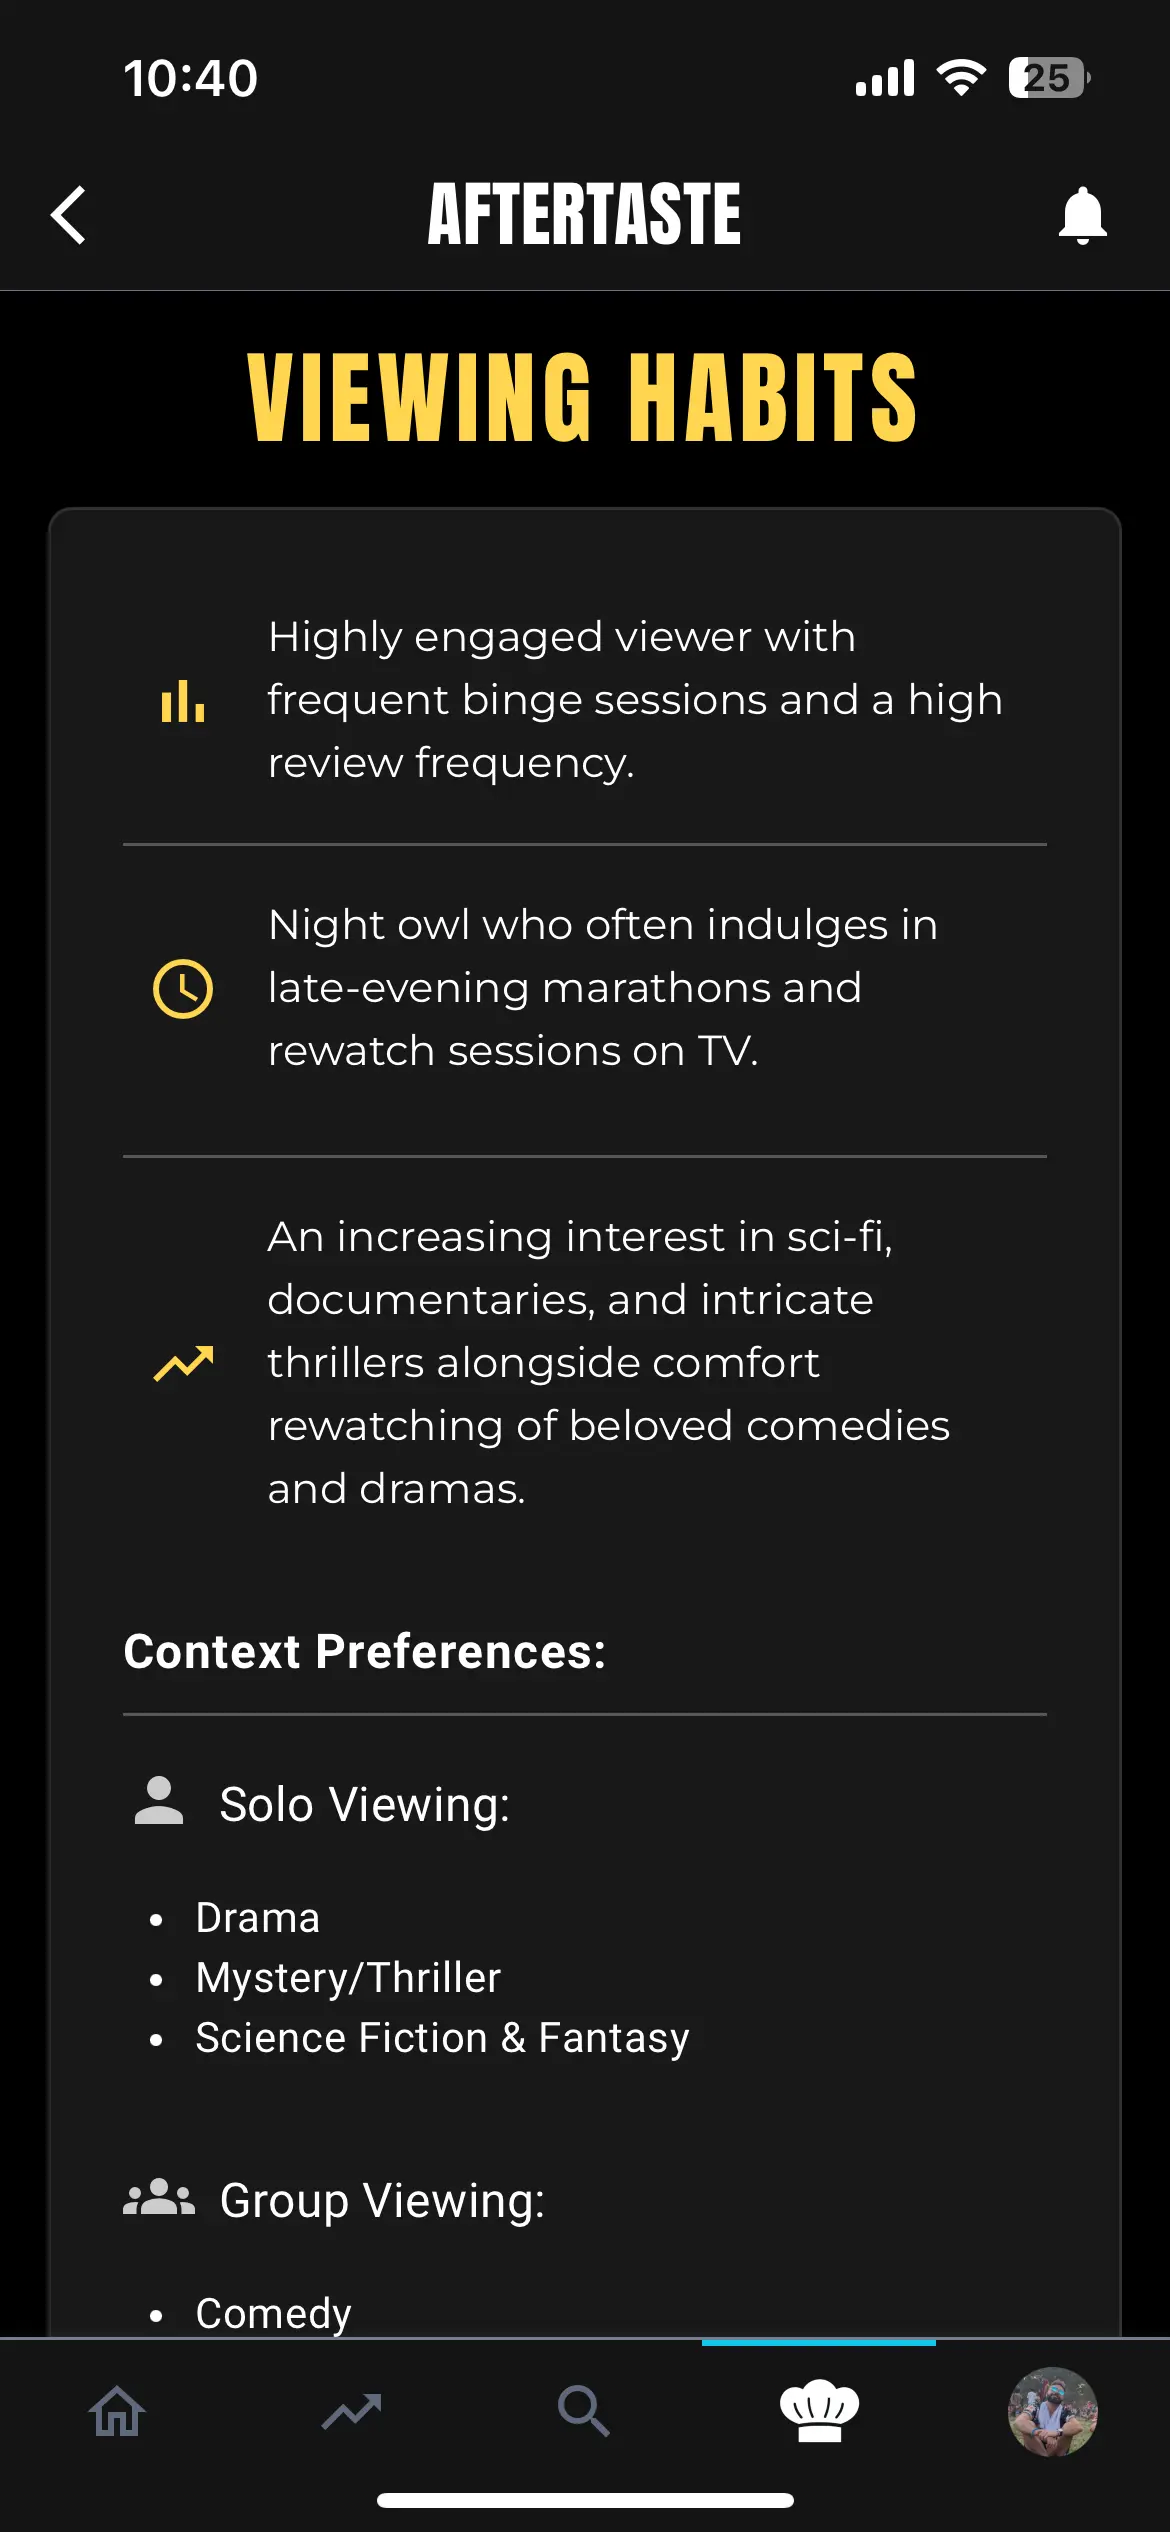 10:40
25
AFTERTASTE
VIEWING HABITS
Highly engaged viewer with
frequent binge sessions and a high
review frequency.
Night owl who often indulges in
late-evening marathons and
rewatch sessions on TV.
An increasing interest in sci-fi,
documentaries, and intricate
thrillers alongside comfort
rewatching of beloved comedies
and dramas.
Context Preferences:
Solo Viewing:
• Drama
• Mystery/Thriller
• Science Fiction & Fantasy
Group Viewing:
• Comedy